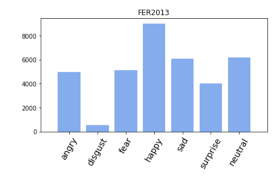 FER2013
8000
6000
4000
2000
0
angry
disgust
fear
happy
sad
surprise
neutral